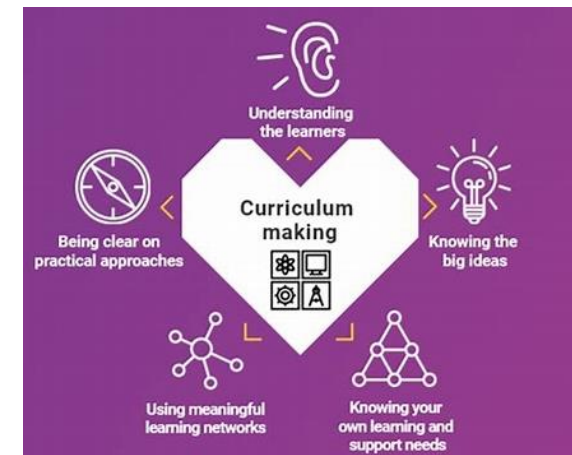 Understanding
the learners
Curriculum
making
Being clear on
practical approaches
Knowing the
big ideas
Using meaningful
learning networks
Knowing your
own learning and
support needs